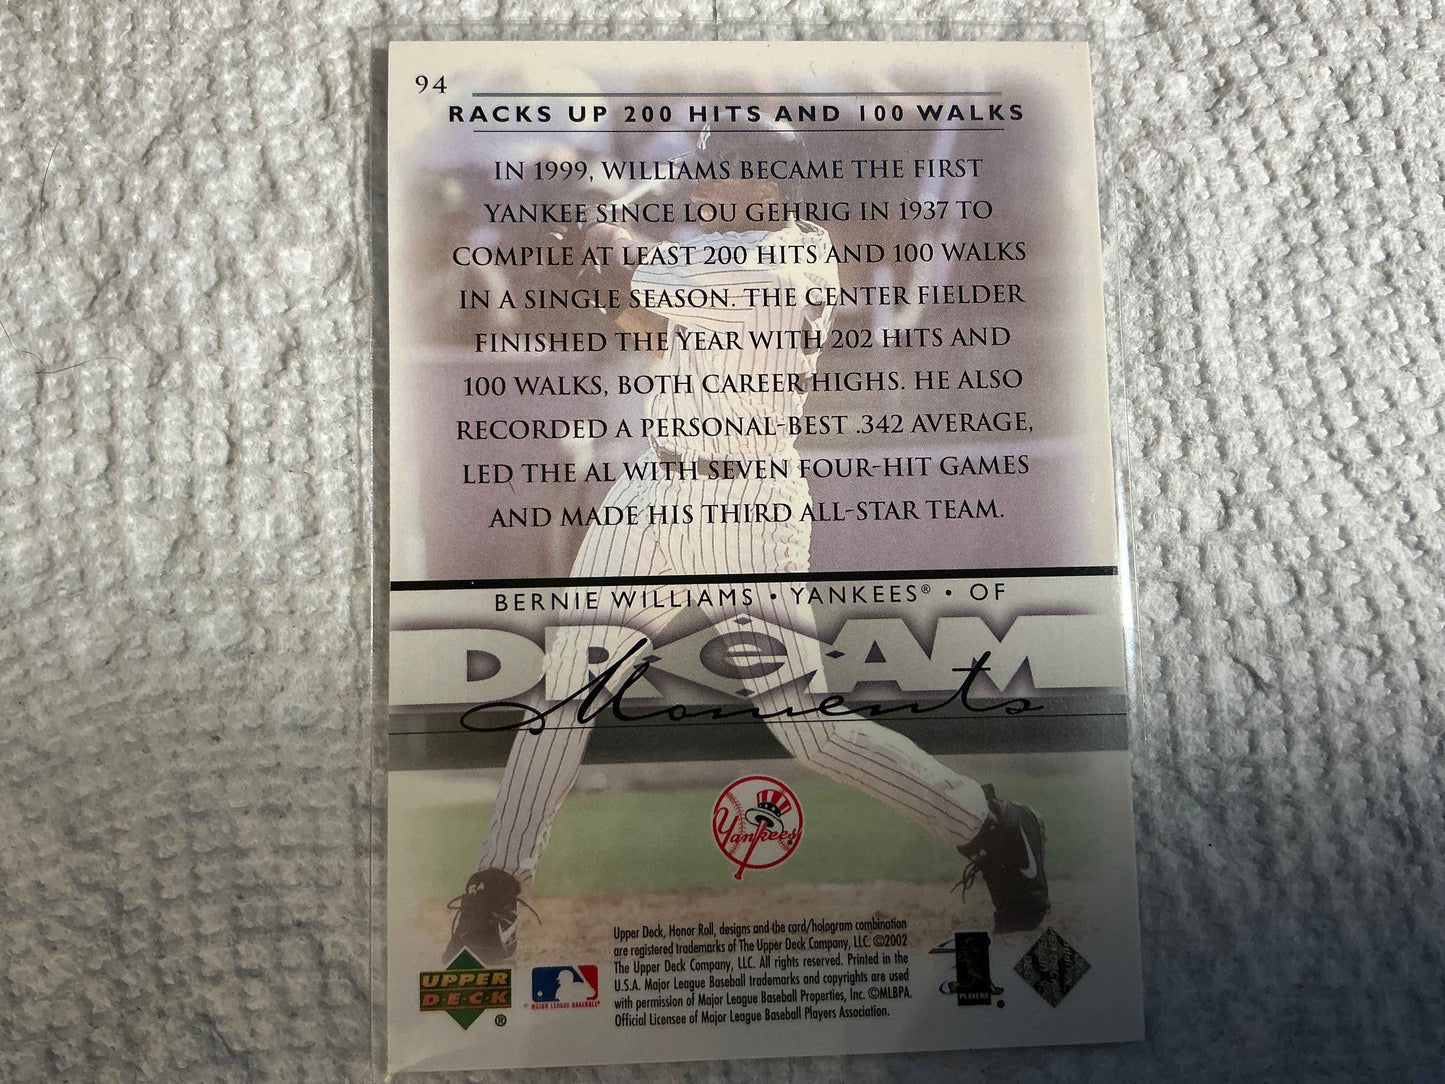 94
RACKS UP 200 HITS AND 100 WALKS
IN 1999, WILLIAMS BECAME THE FIRST
YANKEE SINCE LOU GEHRIG IN 1937 TO
COMPILE AT LEAST 200 HITS AND 100 WALKS
IN A SINGLE SEASON. THE CENTER FIELDER
FINISHED THE YEAR WITH 202 HITS AND
100 WALKS, BOTH CAREER HIGHS. HE ALSO
RECORDED A PERSONAL-BEST .342 AVERAGE,
LED THE AL WITH SEVEN FOUR-HIT GAMES
AND MADE HIS THIRD ALL-STAR TEAM.
BERNIE WILLIAMS • YANKEES® • OF
DREAM
Moments
Yankees
Upper Deck, Honor Roll, designs and the card/hologram combination
are registered trademarks of The Upper Deck Company, LLC. ©2002
The Upper Deck Company, LLC. All rights reserved. Printed in the
U.S.A. Major League Baseball trademarks and copyrights are used
with permission of Major League Baseball Properties, Inc. ©MLBPA.
Official Licensee of Major League Baseball Players Association.
UPPER
DECK
®
MAJOR LEAGUE BASEBALL
PLAYERS